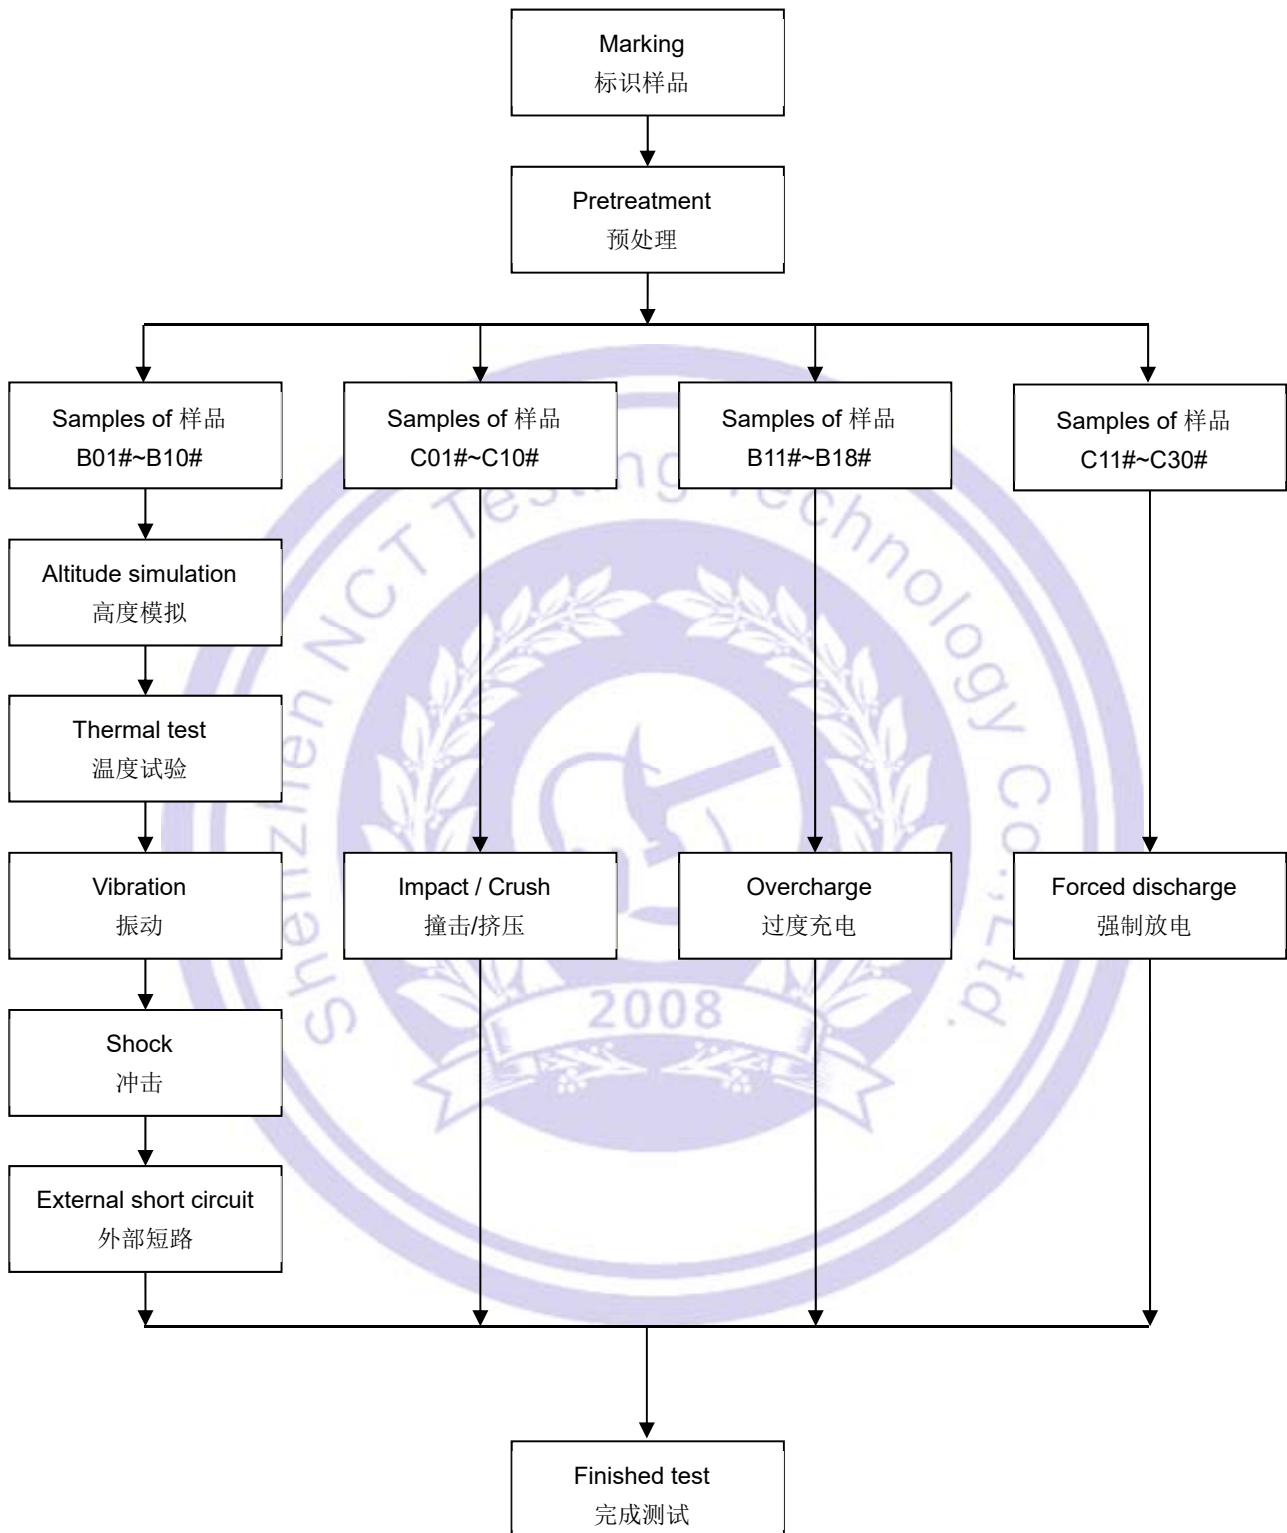 Marking
标识样品
Pretreatment
预处理
Samples of 样品
B01#~B10#
Samples of 样品
C01#~C10#
Samples of 样品
B11#~B18#
Samples of 样品
C11#~C30#
Altitude simulation
高度模拟
Thermal test
温度试验
Vibration
振动
Impact / Crush
撞击/挤压
Overcharge
过度充电
Forced discharge
强制放电
Shock
冲击
External short circuit
外部短路
Finished test
完成测试
Shenzhen NCT Testing Technology Co.,Ltd.
2008